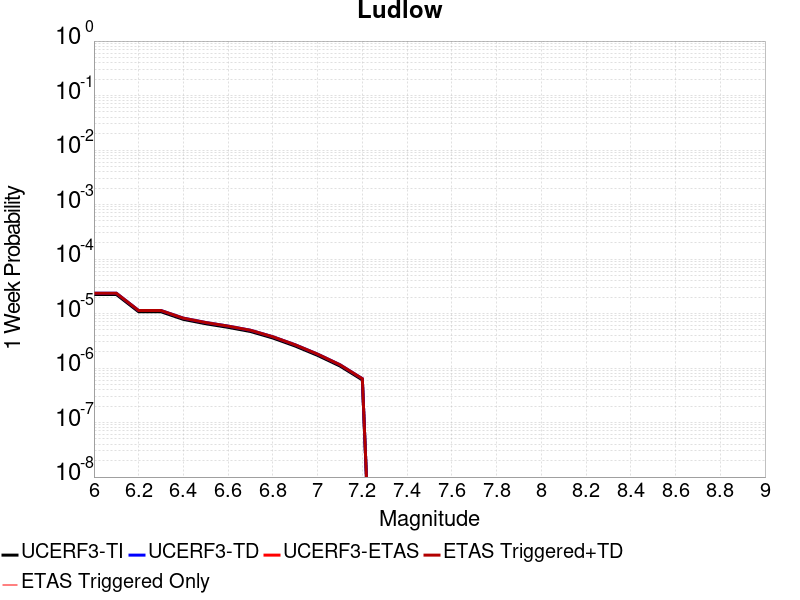 Ludlow
1 Week Probability
10^0
10^-1
10^-2
10^-3
10^-4
10^-5
10^-6
10^-7
10^-8
6 6.2 6.4 6.6 6.8 7 7.2 7.4 7.6 7.8 8 8.2 8.4 8.6 8.8 9
Magnitude
UCERF3-TI UCERF3-TD UCERF3-ETAS ETAS Triggered+TD
ETAS Triggered Only